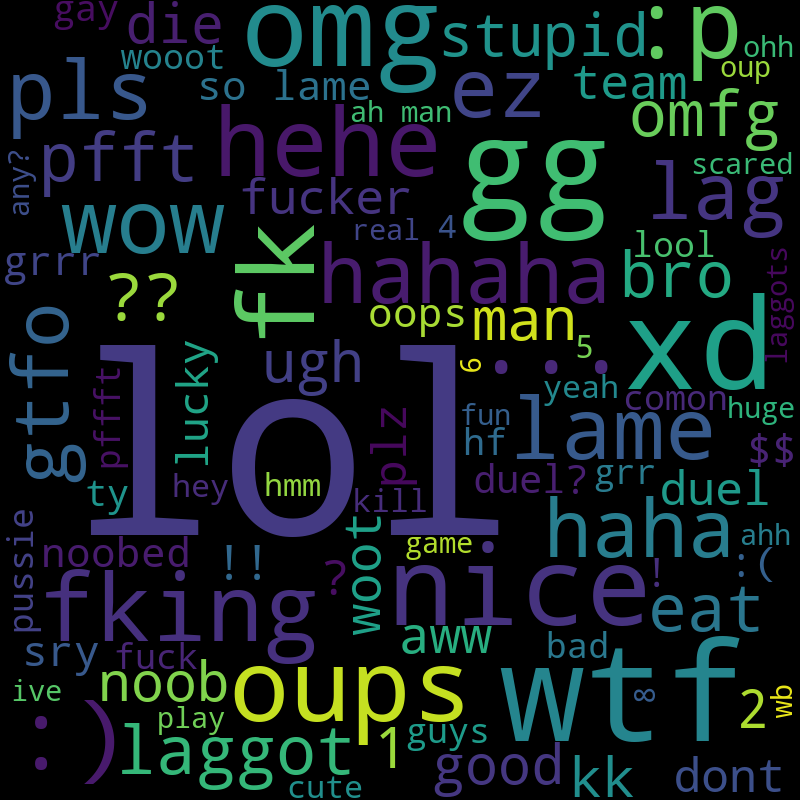 gay
die
omg
stupid
:p
ohh
wooot
oup
pls
so lame
ez
team
omfg
ah man
hehe
gg
pfft
scared
any?
fucker
lag
wow
real 4
fk
lool
grrr
hahaha
bro
laggots
??
oops
man
xd
gtfo
lucky
ugh
...
5
6
lol
pffft
plz
yeah
comon
fun
lame
huge
hf
$$
ty
hey
hmm
kill
duel?
grr
duel
pussie
noobed
!!
?
woot
game
haha
ahh
:(
fking
nice
!
eat
aww
sry
fuck
bad
noob
oups
wtf
∞
2
wb
ive
:)
play
laggot
1
guys
good
kk
dont
cute